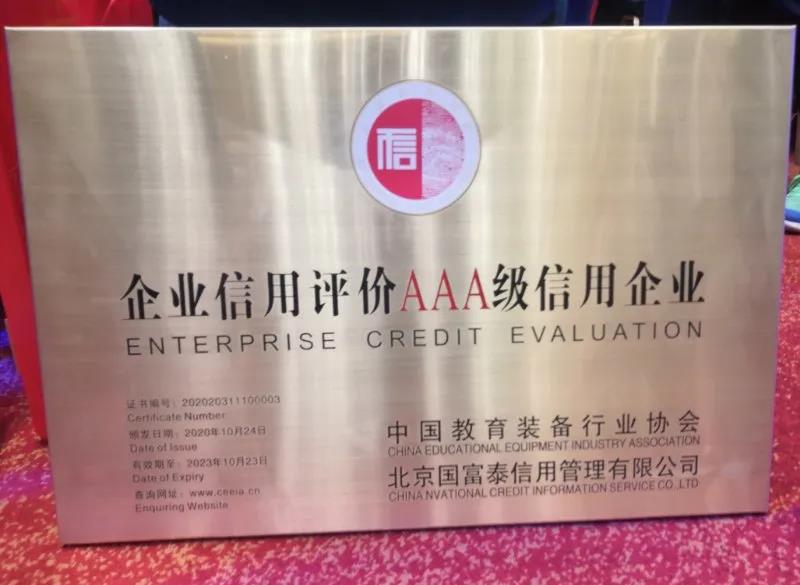 信
企业信用评价AAA级信用企业
ENTERPRISE CREDIT EVALUATION
证书编号：202020311100003
Certificate Number
颁发日期：2020年10月24日
Date of Issue
有效期至：2023年10月23日
Date of Expiry
查询网址：www.ceeia.cn
Enquiring Website
中国教育装备行业协会
CHINA EDUCATIONAL EQUIPMENT INDUSTRY ASSOCIATION
北京国富泰信用管理有限公司
CHINA NVATIONAL CREDIT INFORMATION SERVICE CO.,LTD